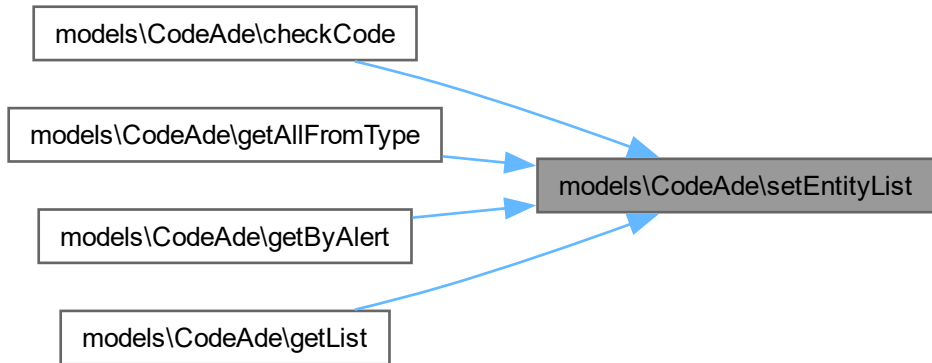 models\CodeAde\checkCode
models\CodeAde\getAllFromType
models\CodeAde\setEntityList
models\CodeAde\getByAlert
models\CodeAde\getList